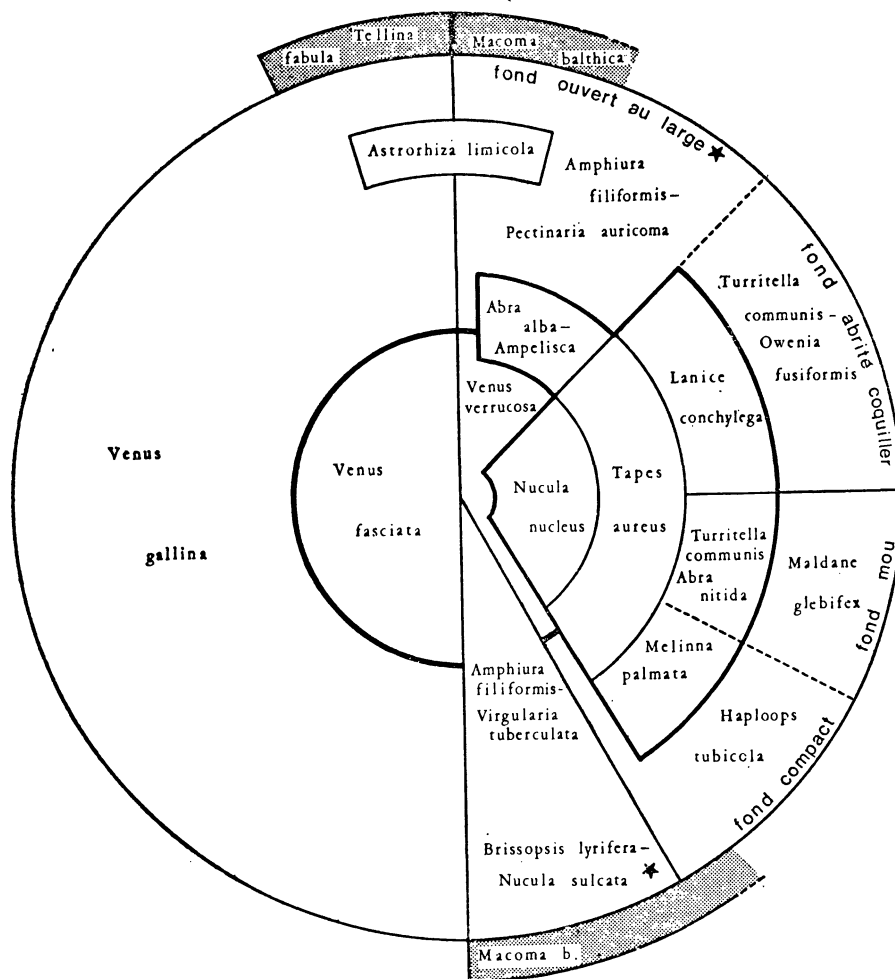 Tellina
fabula
Macoma
balthica
fond ouvert au large
Astrorhiza limicola
Amphiura
filiformis-
Pectinaria auricoma
fond abrité coquiller
Turritella
communis-
Owenia
fusiformis
Abra
alba-
Ampelisca
Venus
verrucosa
Lanice
conchylega
Venus
gallina
Venus
fasciata
Nucula
nucleus
Tapes
aureus
Turritella
communis
Abra
nitida
Maldane
glebifex
fond mou
Melinna
palmata
Amphiura
filiformis-
Virgularia
tuberculata
Haploops
tubicola
fond compact
Brissopsis lyrifera-
Nucula sulcata
Macoma b.